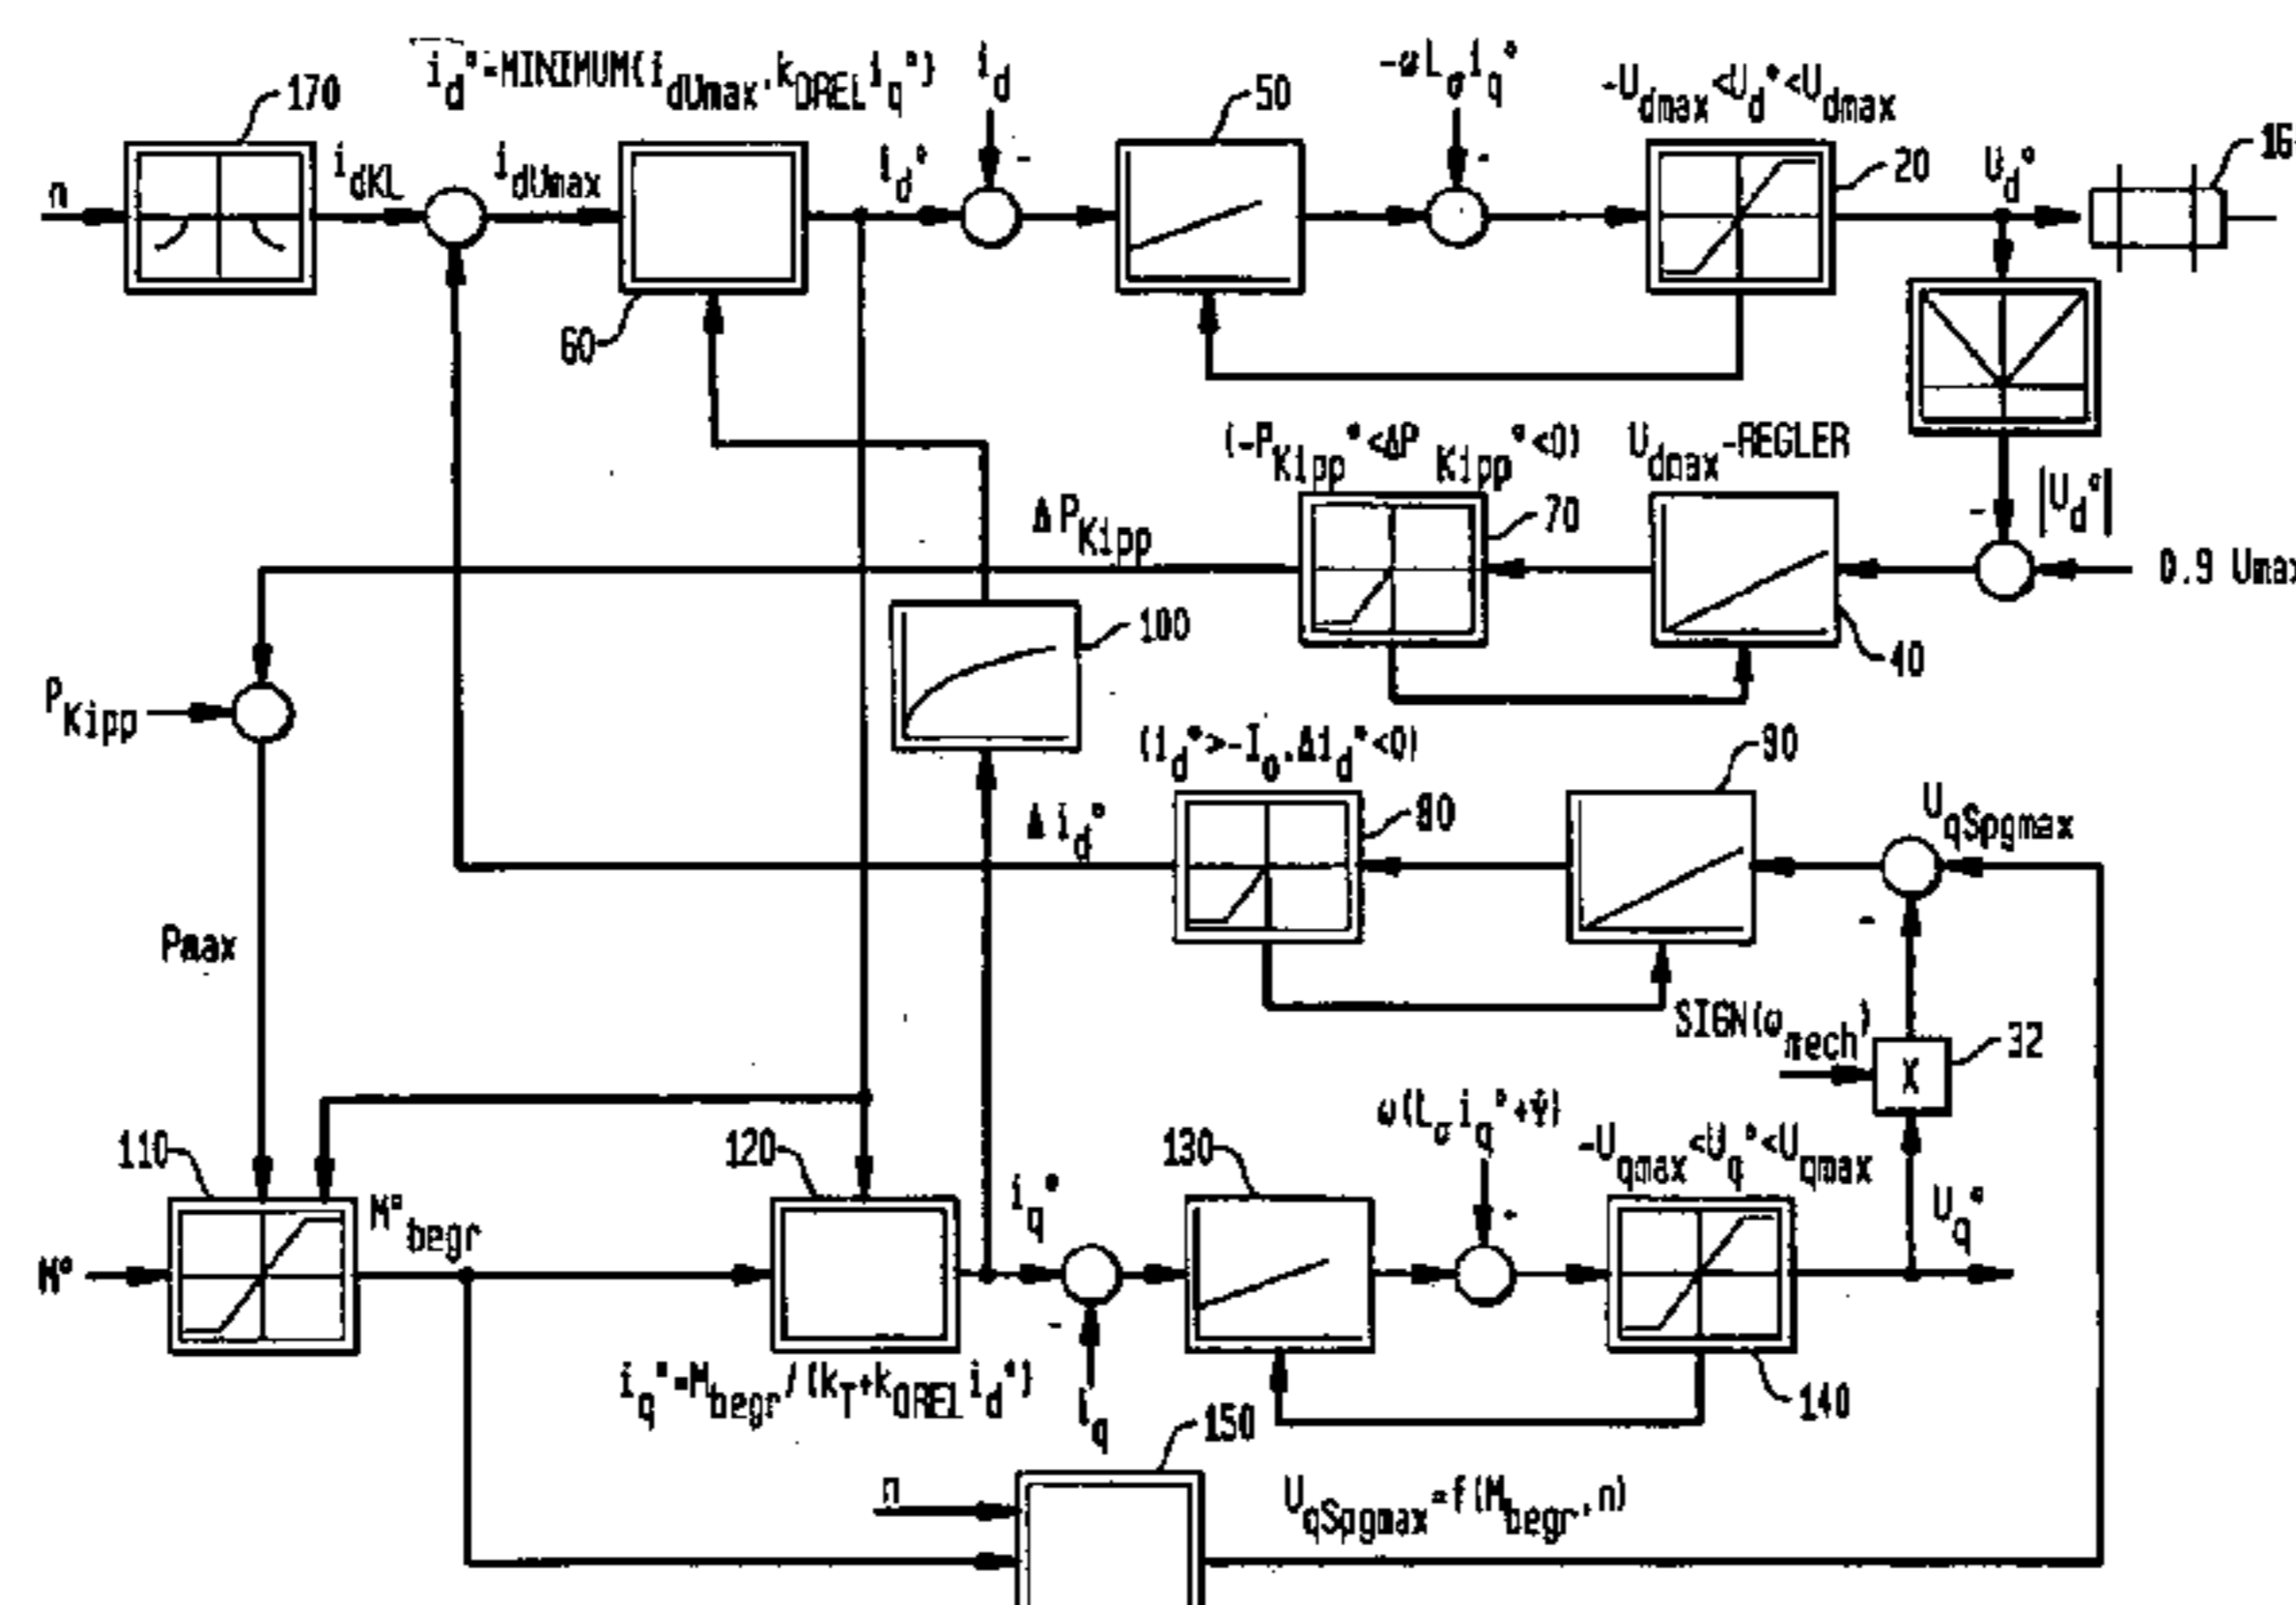 i_d*=MINIMUM(i_dUmax, k_DREL i_q*)
i_d
-ωL_σ i_q*
-U_dmax<U_d*<U_dmax
170
50
20
16
n
i_dKL
i_dUmax
i_d*
-
-
U_d*
60
(-P_Kipp*<ΔP_Kipp*<0)
U_dmax-REGLER
ΔP_Kipp
70
-
|U_d*|
0.9 Umax
100
40
P_Kipp
(i_d*>-I_0, Δi_d*<0)
90
Δi_d*
80
U_qSpgmax
Pmax
-
SIGN(ω_mech)
X
32
ω(L_σ i_q*+Ψ)
110
120
130
-U_qmax<U_q*<U_qmax
i_q*
+
U_q*
M*
M*_begr
-
i_q*=M_begr/(k_T+k_DREL i_d*)
i_q
140
150
n
U_qSpgmax=f(M_begr, n)